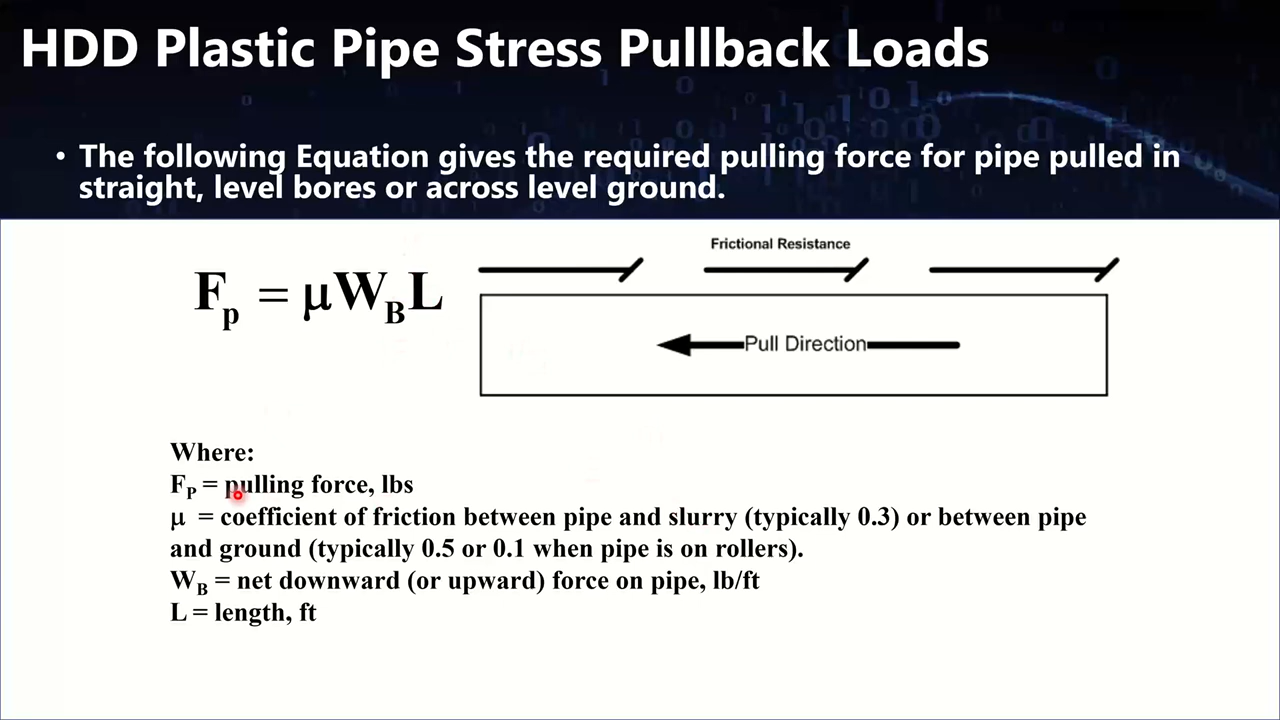 HDD Plastic Pipe Stress Pullback Loads
• The following Equation gives the required pulling force for pipe pulled in
straight, level bores or across level ground.
Frictional Resistance
Fp = μWBL
Pull Direction
Where:
FP = pulling force, lbs
μ = coefficient of friction between pipe and slurry (typically 0.3) or between pipe
and ground (typically 0.5 or 0.1 when pipe is on rollers).
WB = net downward (or upward) force on pipe, lb/ft
L = length, ft